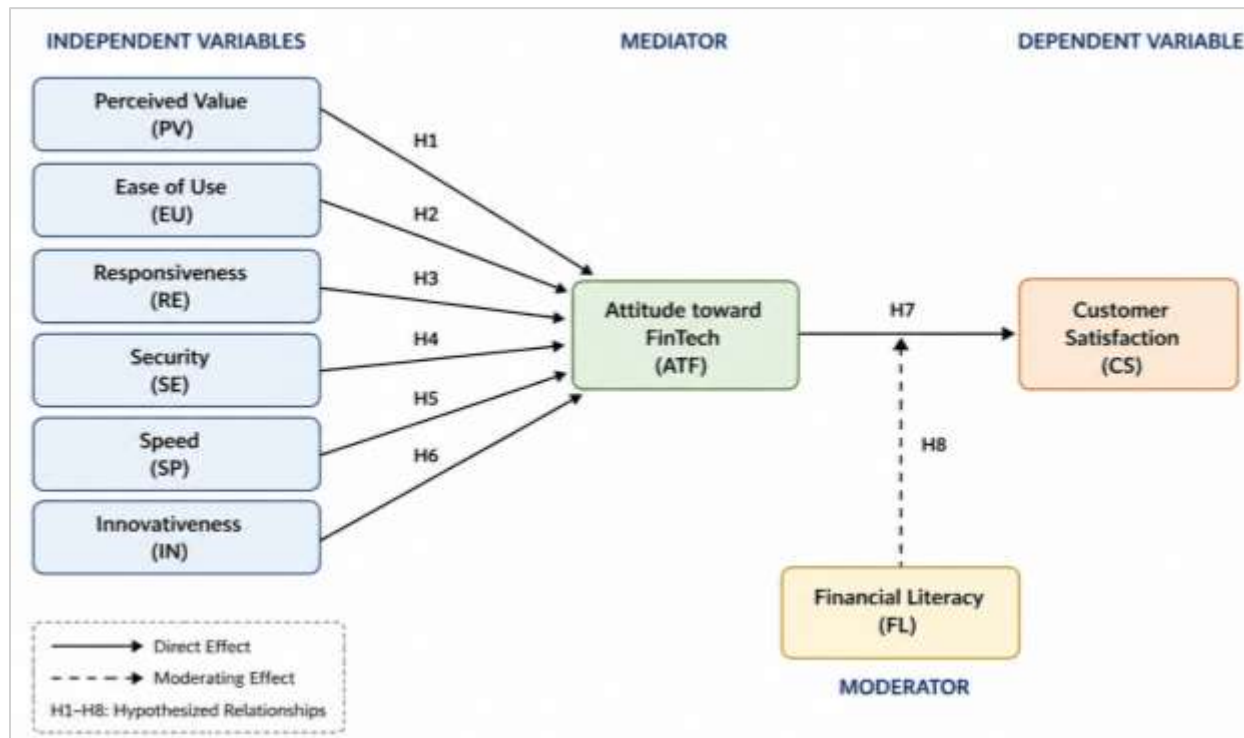 INDEPENDENT VARIABLES
MEDIATOR
DEPENDENT VARIABLE
Perceived Value
(PV)
H1
Ease of Use
(EU)
H2
Responsiveness
(RE)
H3
Security
(SE)
H4
Speed
(SP)
H5
Innovativeness
(IN)
H6
Attitude toward
FinTech
(ATF)
H7
Customer
Satisfaction
(CS)
H8
Financial Literacy
(FL)
MODERATOR
Direct Effect
Moderating Effect
H1–H8: Hypothesized Relationships